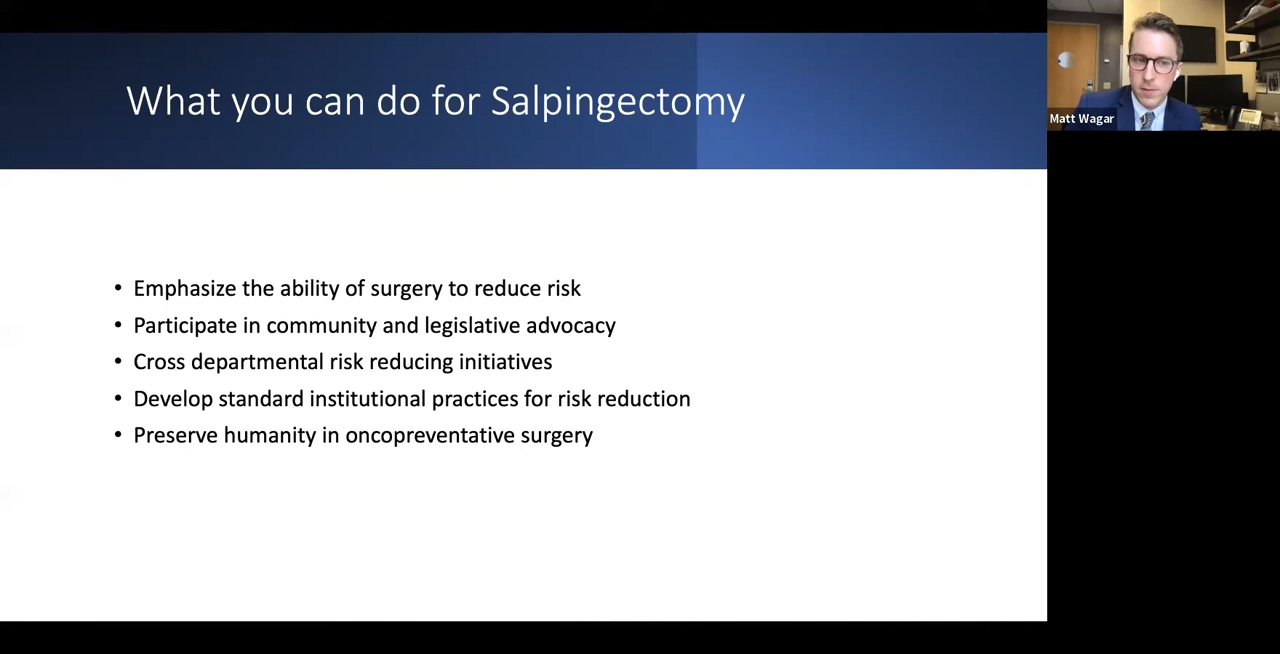 What you can do for Salpingectomy
Matt Wagar
• Emphasize the ability of surgery to reduce risk
• Participate in community and legislative advocacy
• Cross departmental risk reducing initiatives
• Develop standard institutional practices for risk reduction
• Preserve humanity in oncopreventative surgery